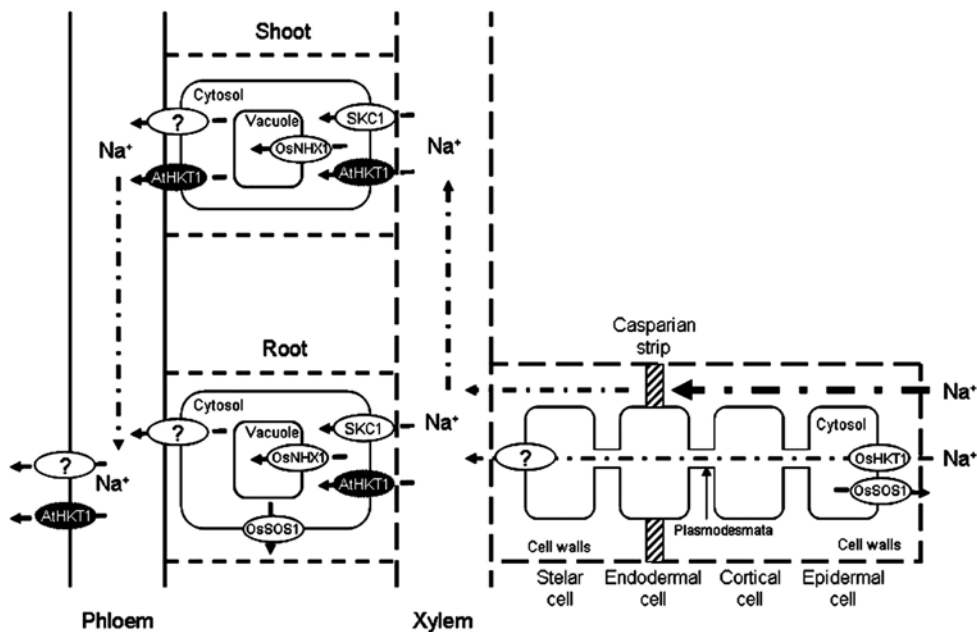 Shoot
Cytosol
?
Vacuole
SKC1
OsNHX1
Na⁺
Na⁺
AtHKT1
AtHKT1
Root
Casparian
strip
Cytosol
?
Vacuole
SKC1
OsNHX1
Na⁺
Na⁺
AtHKT1
OsSOS1
?
Na⁺
AtHKT1
Cytosol
?
OsHKT1
Na⁺
OsSOS1
Plasmodesmata
Cell walls
Cell walls
Stelar
cell
Endodermal
cell
Cortical
cell
Epidermal
cell
Phloem
Xylem